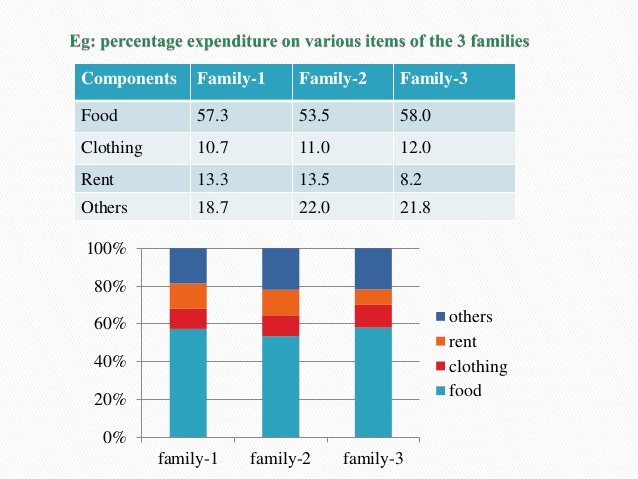 Eg: percentage expenditure on various items of the 3 families
Components Family-1 Family-2 Family-3
Food 57.3 53.5 58.0
Clothing 10.7 11.0 12.0
Rent 13.3 13.5 8.2
Others 18.7 22.0 21.8
100%
80%
60%
40%
20%
0%
family-1 family-2 family-3
others
rent
clothing
food